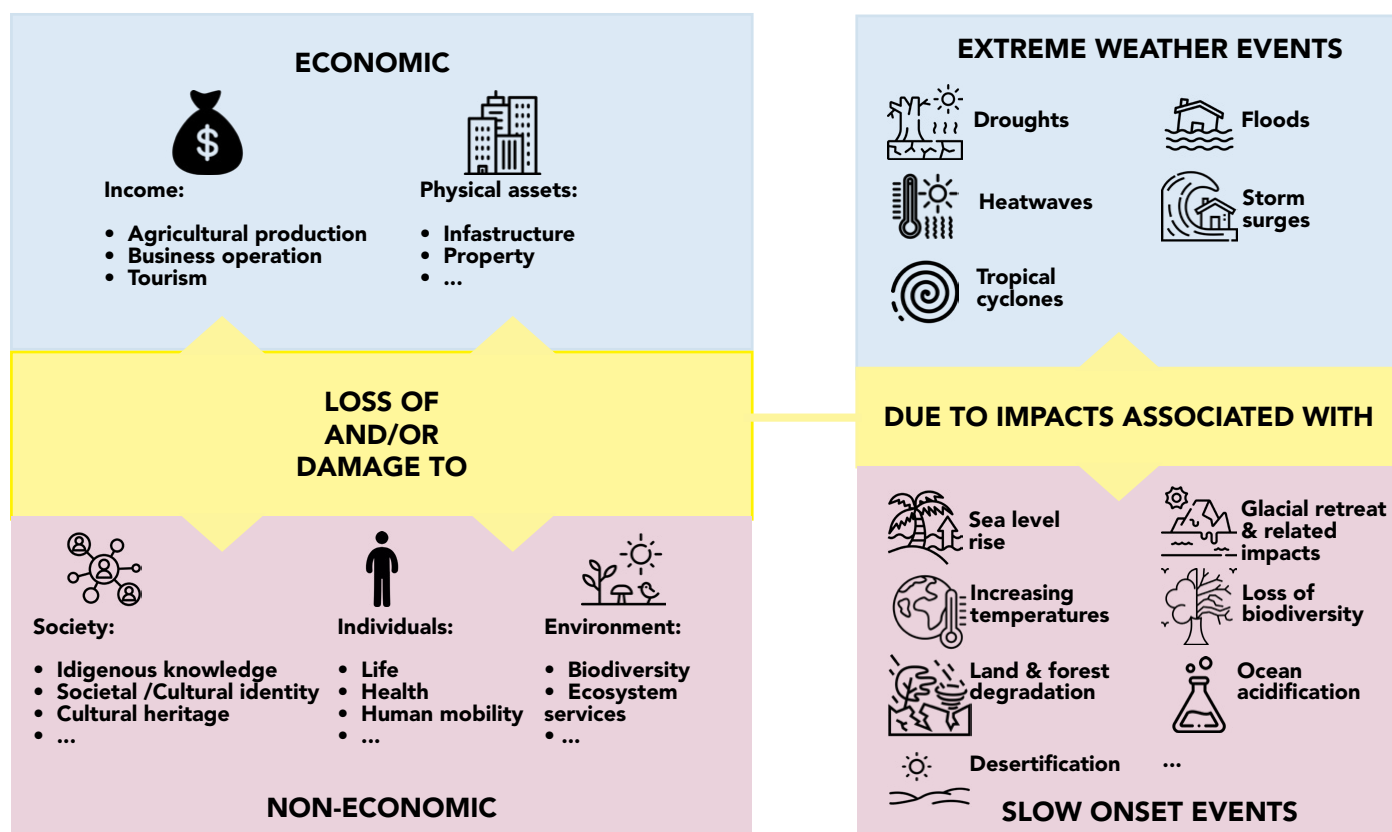 ECONOMIC
$
Income:
• Agricultural production
• Business operation
• Tourism
Physical assets:
• Infastructure
• Property
• ...
LOSS OF
AND/OR
DAMAGE TO
Society:
• Idigenous knowledge
• Societal /Cultural identity
• Cultural heritage
• ...
Individuals:
• Life
• Health
• Human mobility
• ...
Environment:
• Biodiversity
• Ecosystem
services
• ...
NON-ECONOMIC
EXTREME WEATHER EVENTS
Droughts
Floods
Heatwaves
Storm
surges
Tropical
cyclones
DUE TO IMPACTS ASSOCIATED WITH
Sea level
rise
Glacial retreat
& related
impacts
Increasing
temperatures
Loss of
biodiversity
Land & forest
degradation
Ocean
acidification
Desertification
...
SLOW ONSET EVENTS